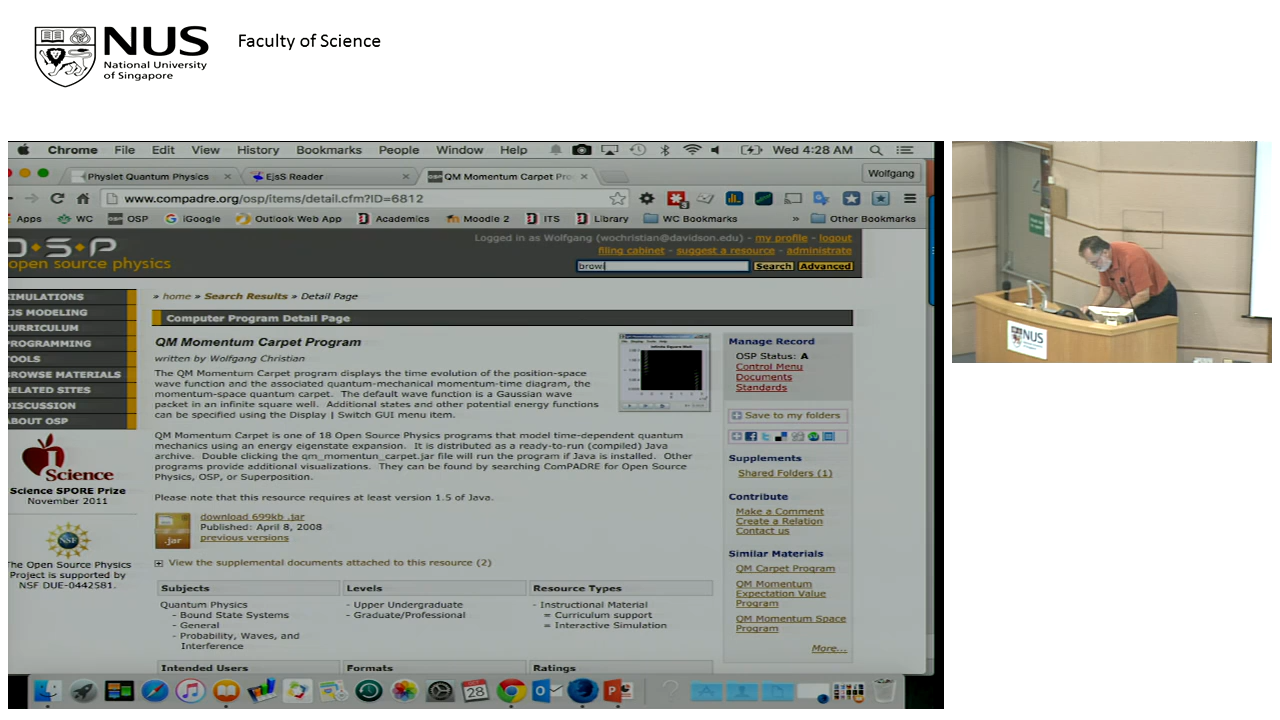 NUS
National University
of Singapore
Faculty of Science
Chrome File Edit View History Bookmarks People Window Help Wed 4:28 AM
Physlet Quantum Physics
EjsS Reader
QM Momentum Carpet Pro
Wolfgang
www.compadre.org/osp/items/detail.cfm?ID=6812
Apps WC OSP iGoogle Outlook Web App Academics Moodle 2 ITS Library WC Bookmarks » Other Bookmarks
O·S·P
open source physics
Logged in as Wolfgang (wochristian@davidson.edu) - my profile - logout
filing cabinet - suggest a resource - administrate
brow Search Advanced
SIMULATIONS
EJS MODELING
CURRICULUM
PROGRAMMING
TOOLS
BROWSE MATERIALS
RELATED SITES
DISCUSSION
ABOUT OSP
Science
Science SPORE Prize
November 2011
NSF
The Open Source Physics
Project is supported by
NSF DUE-0442581.
» home » Search Results » Detail Page
Computer Program Detail Page
QM Momentum Carpet Program
written by Wolfgang Christian
The QM Momentum Carpet program displays the time evolution of the position-space
wave function and the associated quantum-mechanical momentum-time diagram, the
momentum-space quantum carpet. The default wave function is a Gaussian wave
packet in an infinite square well. Additional states and other potential energy functions
can be specified using the Display | Switch GUI menu item.
QM Momentum Carpet is one of 18 Open Source Physics programs that model time-dependent quantum
mechanics using an energy eigenstate expansion. It is distributed as a ready-to-run (compiled) Java
archive. Double clicking the qm_momentun_carpet.jar file will run the program if Java is installed. Other
programs provide additional visualizations. They can be found by searching ComPADRE for Open Source
Physics, OSP, or Superposition.
Please note that this resource requires at least version 1.5 of Java.
.jar
download 699kb .jar
Published: April 8, 2008
previous versions
View the supplemental documents attached to this resource (2)
Subjects Levels Resource Types
Quantum Physics
- Bound State Systems
- General
- Probability, Waves, and
Interference
- Upper Undergraduate
- Graduate/Professional
- Instructional Material
= Curriculum support
= Interactive Simulation
Intended Users Formats Ratings
Manage Record
OSP Status: A
Control Menu
Documents
Standards
Save to my folders
Supplements
Shared Folders (1)
Contribute
Make a Comment
Create a Relation
Contact us
Similar Materials
QM Carpet Program
QM Momentum
Expectation Value
Program
QM Momentum Space
Program
More...
28
NUS